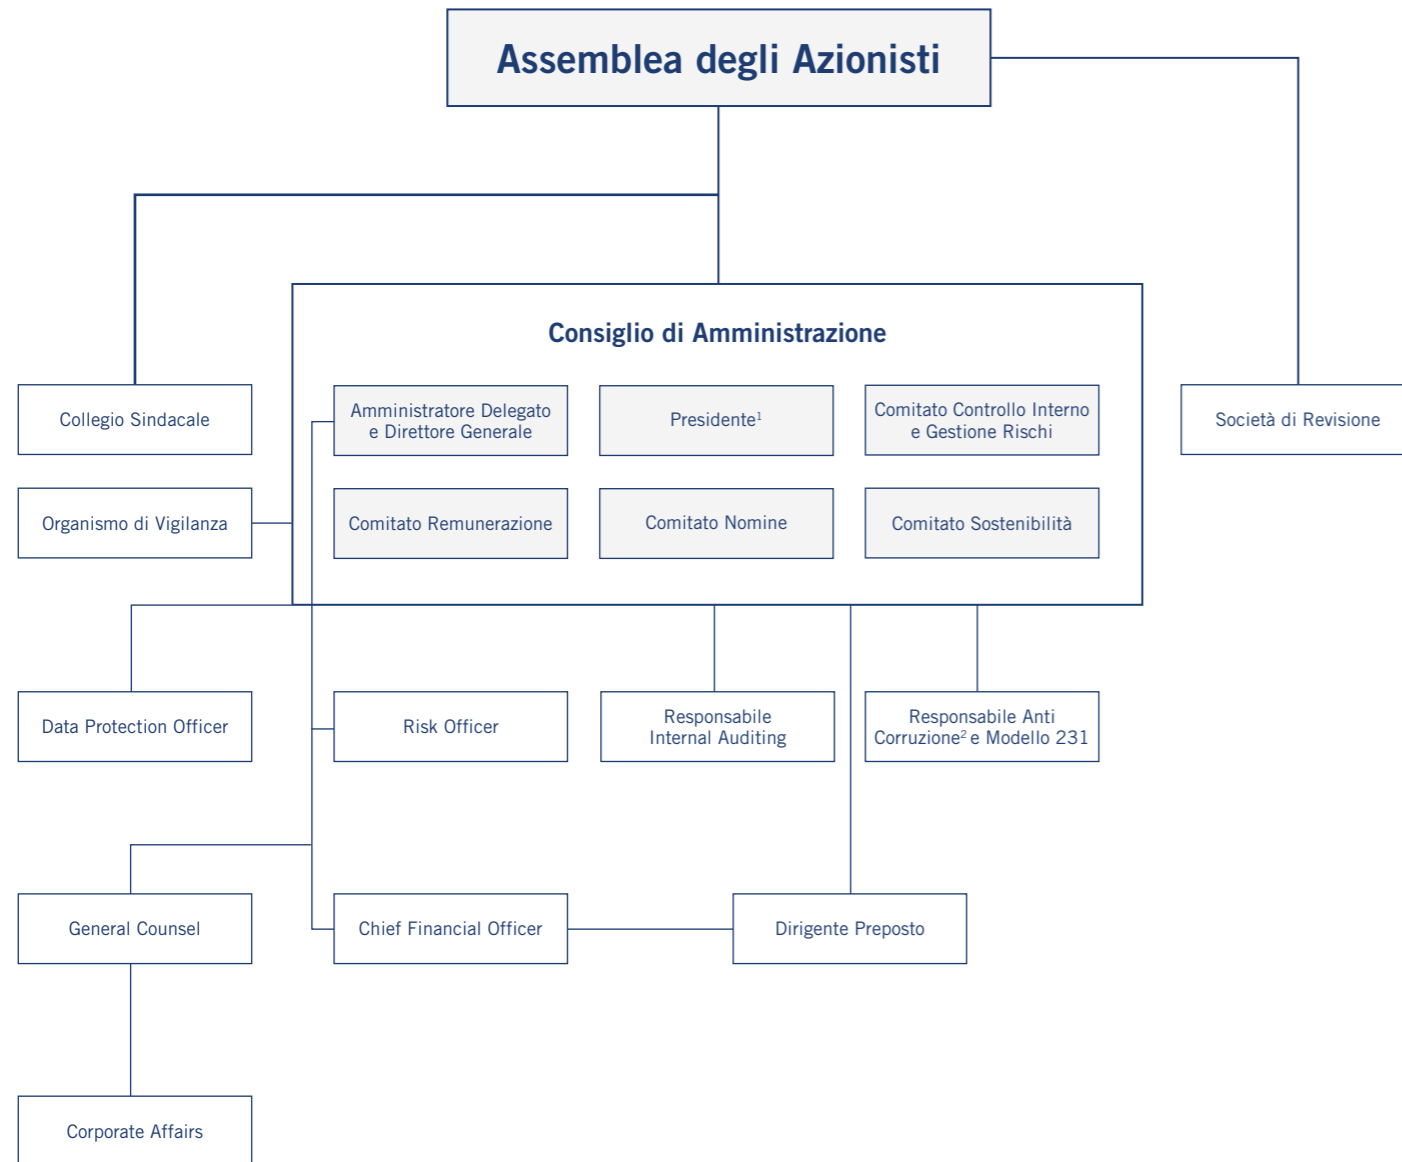 Assemblea degli Azionisti
Consiglio di Amministrazione
Collegio Sindacale
Amministratore Delegato
e Direttore Generale
Presidente¹
Comitato Controllo Interno
e Gestione Rischi
Società di Revisione
Organismo di Vigilanza
Comitato Remunerazione
Comitato Nomine
Comitato Sostenibilità
Data Protection Officer
Risk Officer
Responsabile
Internal Auditing
Responsabile Anti
Corruzione² e Modello 231
General Counsel
Chief Financial Officer
Dirigente Preposto
Corporate Affairs